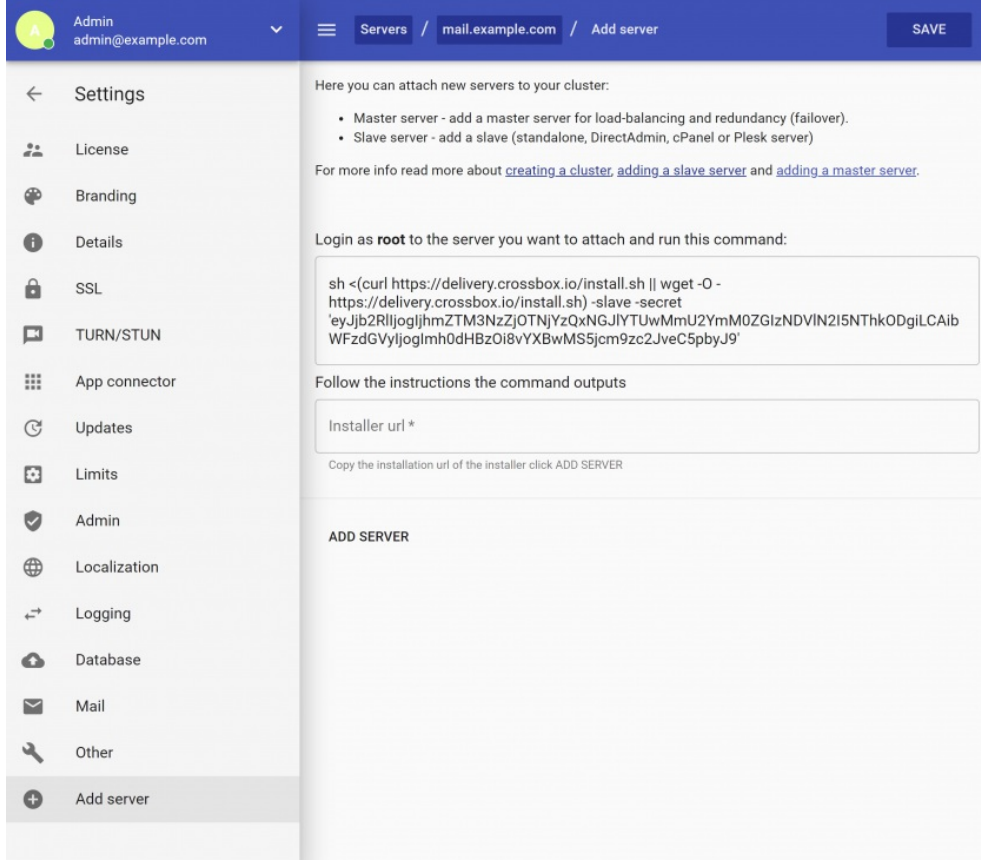 A
Admin
admin@example.com
Servers / mail.example.com / Add server
SAVE
Settings
License
Branding
Details
SSL
TURN/STUN
App connector
Updates
Limits
Admin
Localization
Logging
Database
Mail
Other
Add server
Here you can attach new servers to your cluster:
• Master server - add a master server for load-balancing and redundancy (failover).
• Slave server - add a slave (standalone, DirectAdmin, cPanel or Plesk server)
For more info read more about creating a cluster, adding a slave server and adding a master server.
Login as root to the server you want to attach and run this command:
sh <(curl https://delivery.crossbox.io/install.sh || wget -O -
https://delivery.crossbox.io/install.sh) -slave -secret
'eyJjb2RlIjogIjhmZTM3NzZjOTNjYzQxNGJlYTUwMmU2YmM0ZGIzNDVlN2I5NThkODgiLCAib
WFzdGVyIjogImh0dHBzOi8vYXBwMS5jcm9zc2JveC5pbyJ9'
Follow the instructions the command outputs
Installer url *
Copy the installation url of the installer click ADD SERVER
ADD SERVER